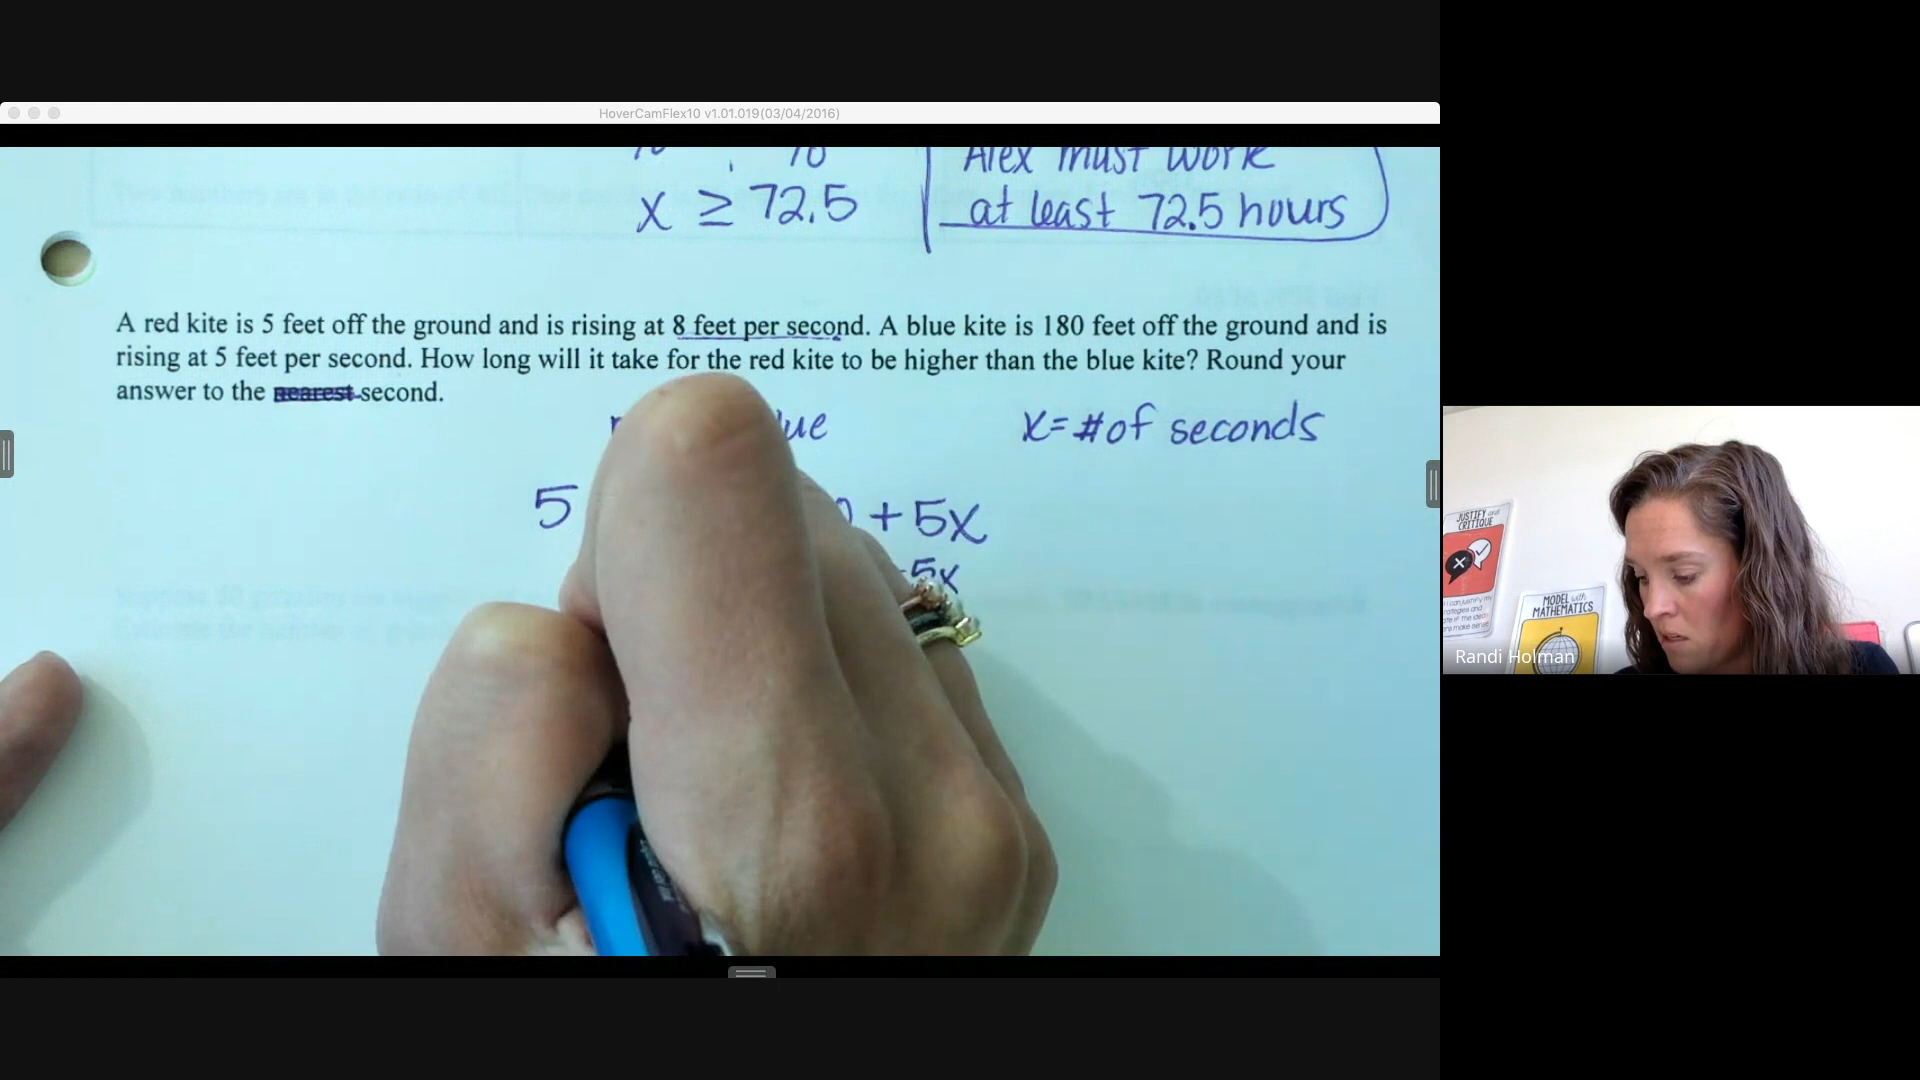 HoverCamFlex10 v1.01.019(03/04/2016)
10 10
Alex must work
x ≥ 72.5
at least 72.5 hours
A red kite is 5 feet off the ground and is rising at 8 feet per second. A blue kite is 180 feet off the ground and is
rising at 5 feet per second. How long will it take for the red kite to be higher than the blue kite? Round your
answer to the nearest second.
x = # of seconds
5 + 5x
-5x
JUSTIFY and
CRITIQUE
MODEL with
MATHEMATICS
Randi Holman